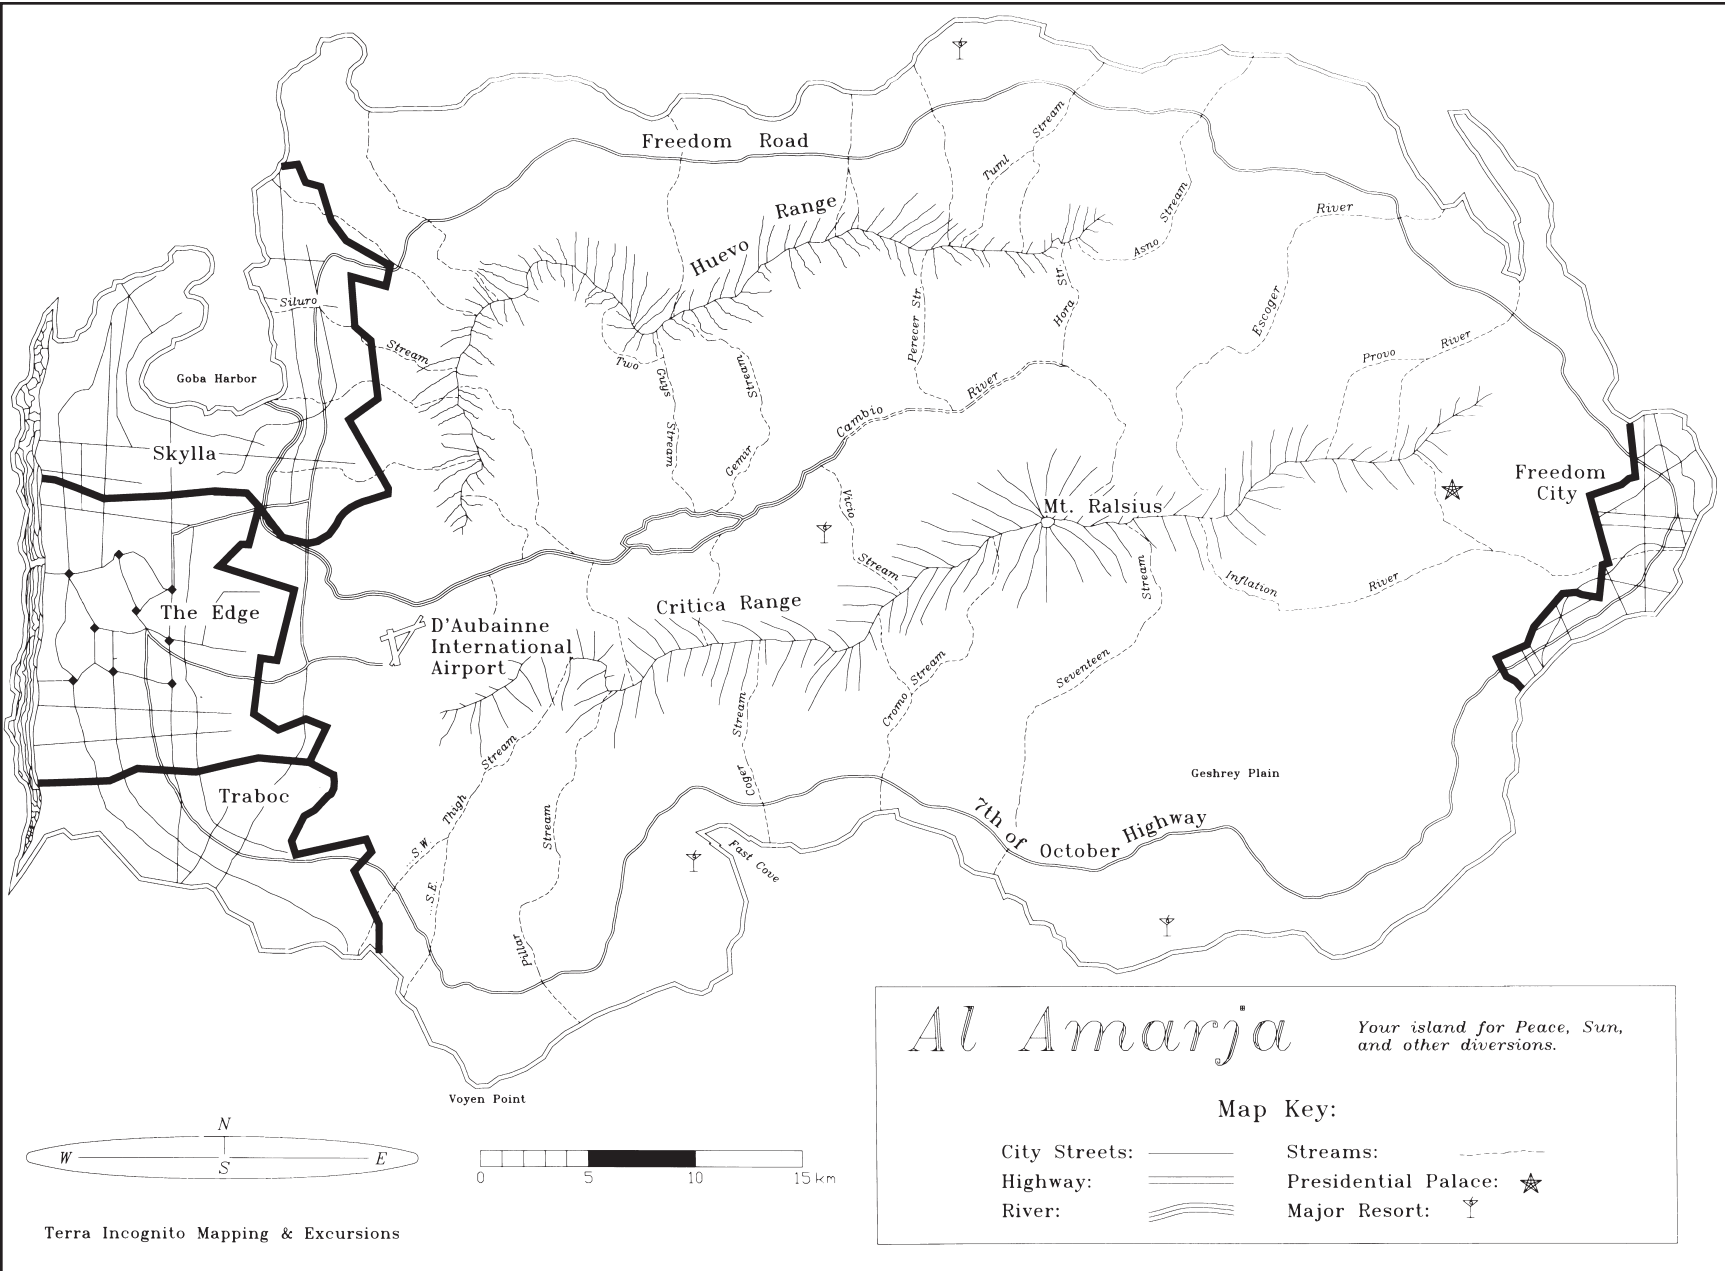 Freedom Road
Tuml
Stream
Huevo
Range
Asno
Stream
River
Escoger
Siluro
Stream
Two
Guys
Stream
Stream
Gemir
Perecer Str.
Hora
Str.
Provo
River
Goba Harbor
Skylla
Cambio
River
Vicio
Stream
Mt. Ralsius
Freedom
City
The Edge
D'Aubainne
International
Airport
Critica Range
Stream
Inflation
River
Seventeen
Cromo
Stream
Stream
Coger
Stream
Thigh
S.W.
S.E.
Stream
Pillar
Traboc
Geshrey Plain
7th of October Highway
Fast Cove
Voyen Point
Al Amarja
Your island for Peace, Sun,
and other diversions.
Map Key:
City Streets:
Highway:
River:
Streams:
Presidential Palace:
Major Resort:
N
W
S
E
0 5 10 15 km
Terra Incognito Mapping & Excursions